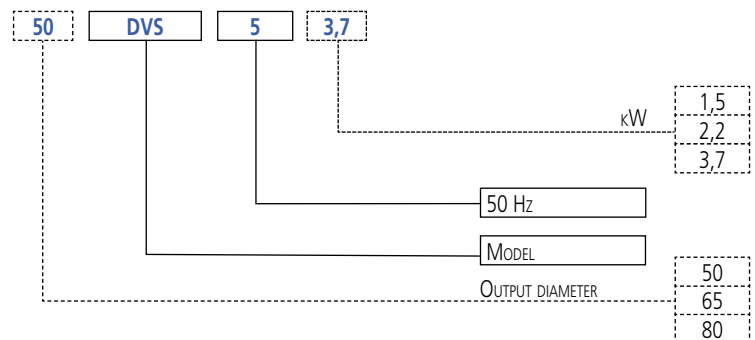 50 DVS 5 3,7
kW
1,5
2,2
3,7
50 Hz
Model
Output diameter
50
65
80